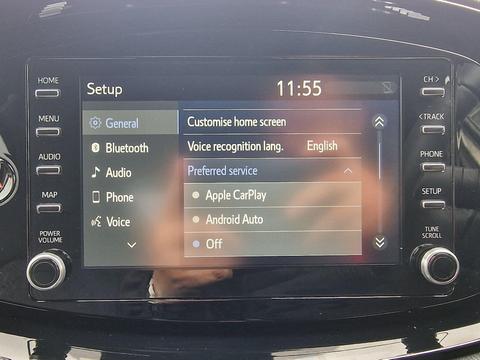 HOME
MENU
AUDIO
MAP
POWER
VOLUME
Setup
11:55
General
Bluetooth
Audio
Phone
Voice
Customise home screen
Voice recognition lang. English
Preferred service
Apple CarPlay
Android Auto
Off
CH >
< TRACK
PHONE
SETUP
TUNE
SCROLL